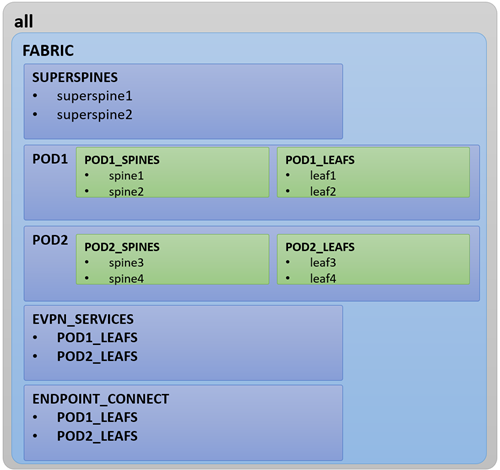 all
FABRIC
SUPERSPINES
• superspine1
• superspine2
POD1
POD1_SPINES
• spine1
• spine2
POD1_LEAFS
• leaf1
• leaf2
POD2
POD2_SPINES
• spine3
• spine4
POD2_LEAFS
• leaf3
• leaf4
EVPN_SERVICES
• POD1_LEAFS
• POD2_LEAFS
ENDPOINT_CONNECT
• POD1_LEAFS
• POD2_LEAFS